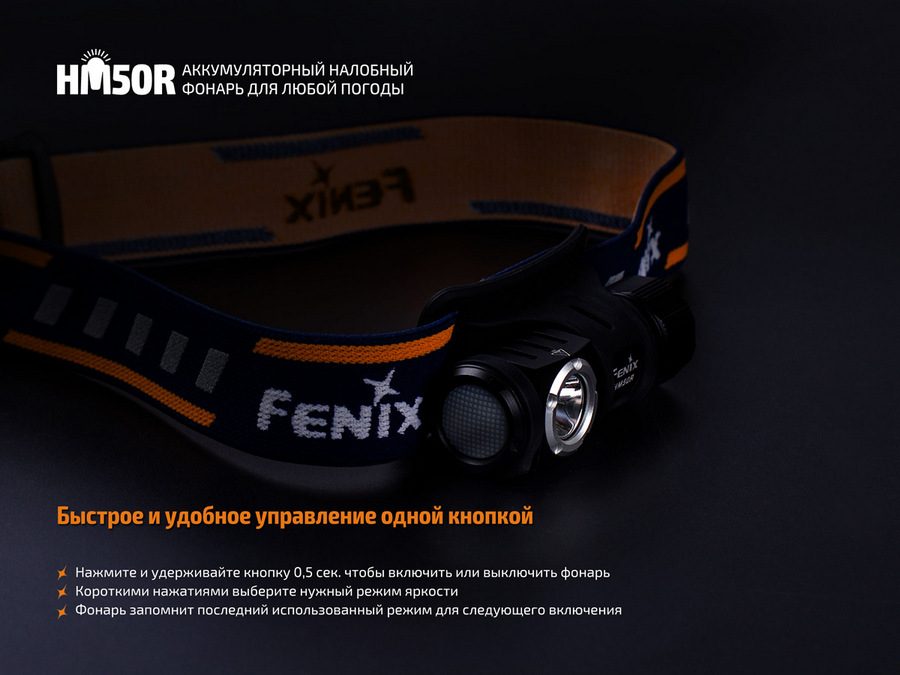 HM50R
АККУМУЛЯТОРНЫЙ НАЛОБНЫЙ
ФОНАРЬ ДЛЯ ЛЮБОЙ ПОГОДЫ
FENIX
FENIX
FENIX
HM50R
Быстрое и удобное управление одной кнопкой
Нажмите и удерживайте кнопку 0,5 сек. чтобы включить или выключить фонарь
Короткими нажатиями выберите нужный режим яркости
Фонарь запомнит последний использованный режим для следующего включения